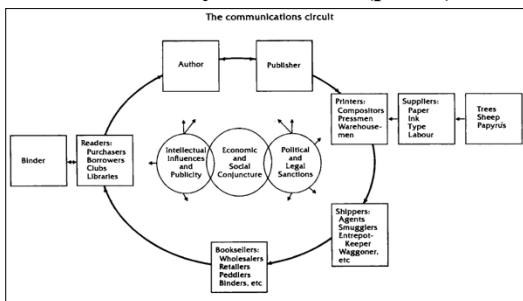 The communications circuit
Author
Publisher
Printers:
Compositors
Pressmen
Warehouse-
men
Suppliers:
Paper
Ink
Type
Labour
Trees
Sheep
Papyrus
Binder
Readers:
Purchasers
Borrowers
Clubs
Libraries
Intellectual
Influences
and
Publicity
Economic
and
Social
Conjuncture
Political
and
Legal
Sanctions
Shippers:
Agents
Smugglers
Entrepot-
Keeper
Waggoner,
etc
Booksellers:
Wholesalers
Retailers
Peddlers
Binders, etc